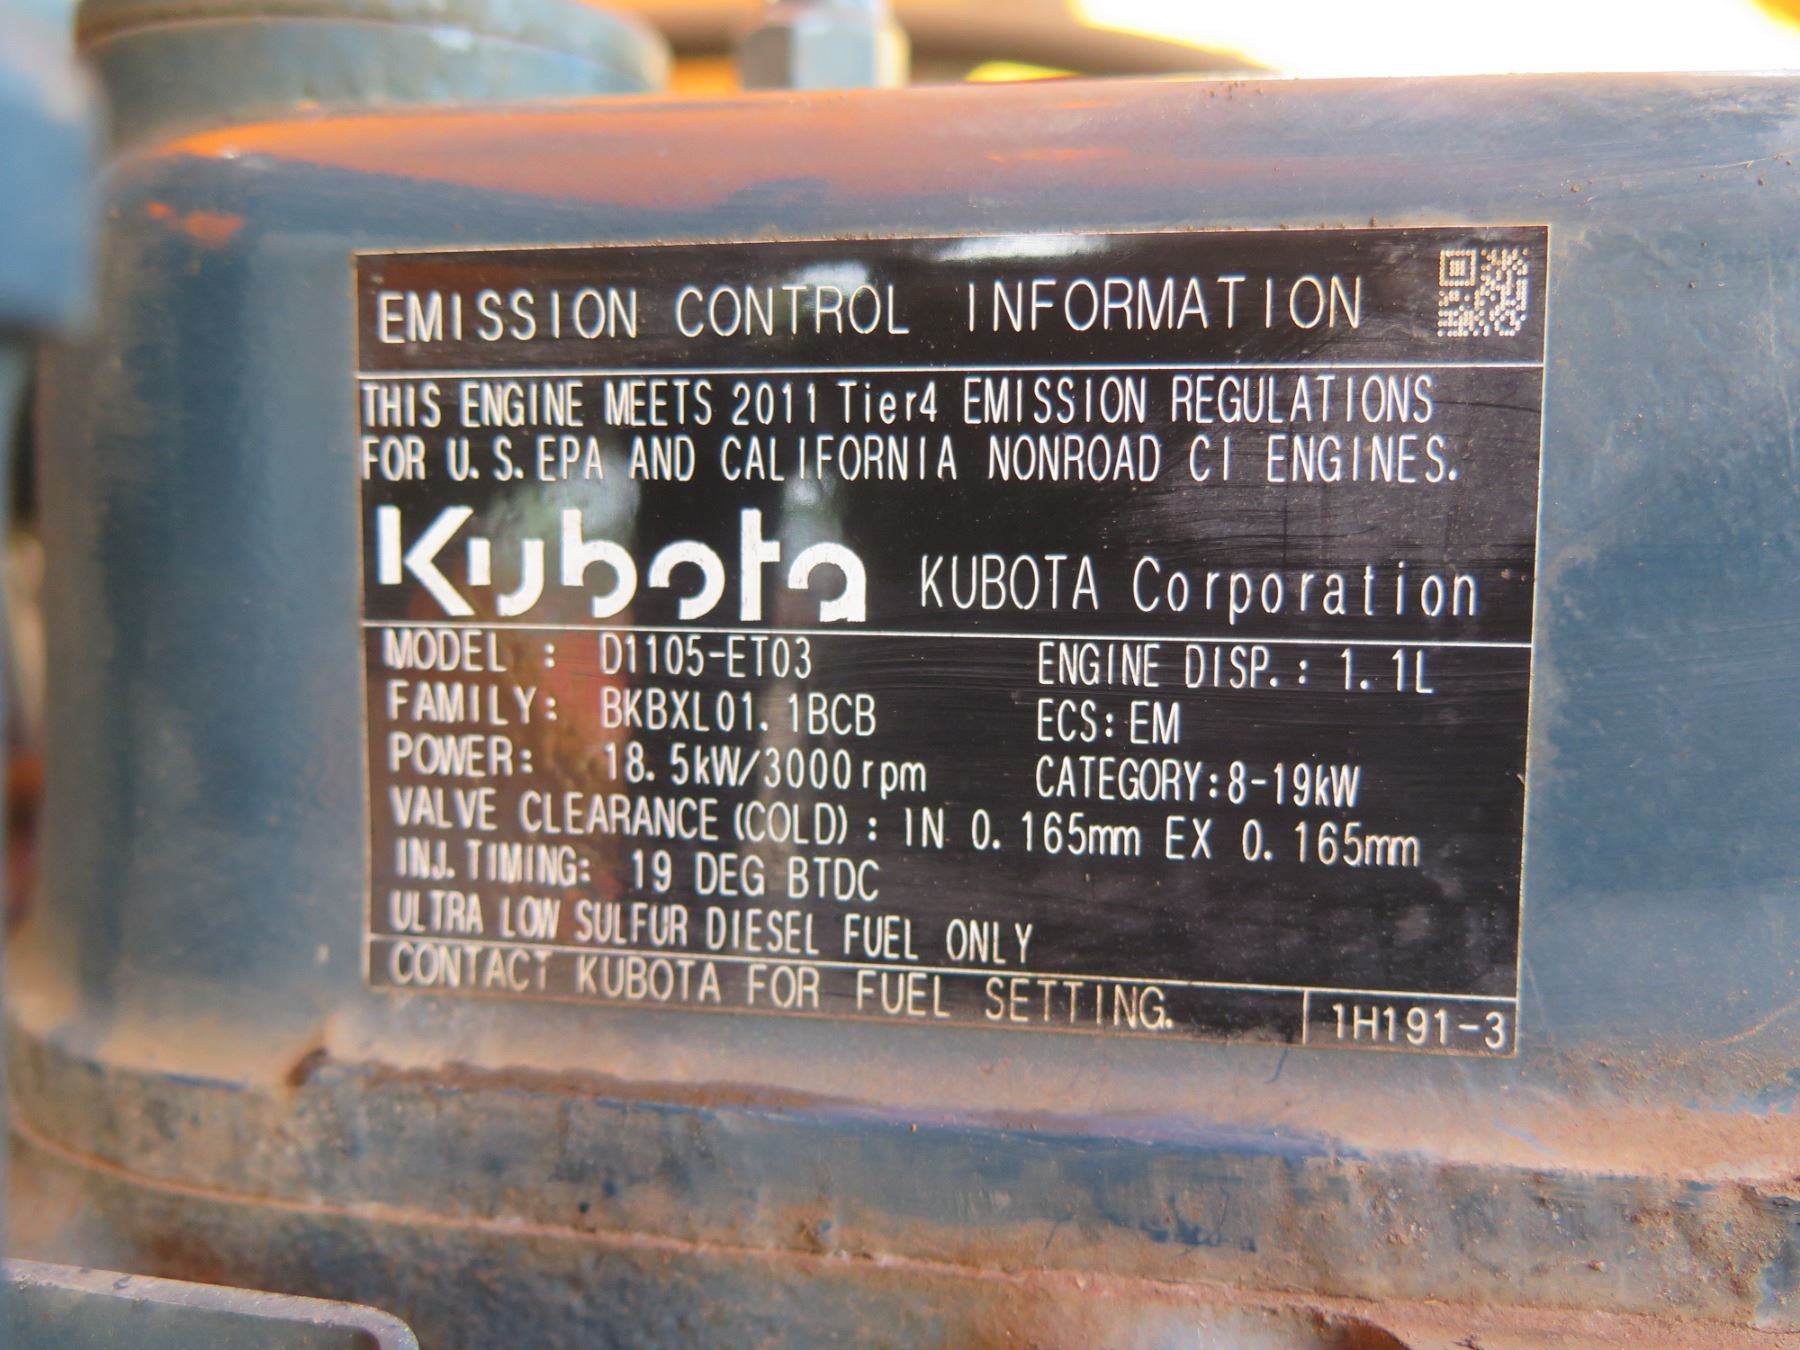 EMISSION CONTROL INFORMATION
THIS ENGINE MEETS 2011 Tier4 EMISSION REGULATIONS
FOR U.S.EPA AND CALIFORNIA NONROAD CI ENGINES.
Kubota KUBOTA Corporation
MODEL : D1105-ET03 ENGINE DISP.: 1.1L
FAMILY: BKBXL01.1BCB ECS: EM
POWER: 18.5kW/3000rpm CATEGORY:8-19kW
VALVE CLEARANCE (COLD) : IN 0.165mm EX 0.165mm
INJ.TIMING: 19 DEG BTDC
ULTRA LOW SULFUR DIESEL FUEL ONLY
CONTACT KUBOTA FOR FUEL SETTING. 1H191-3